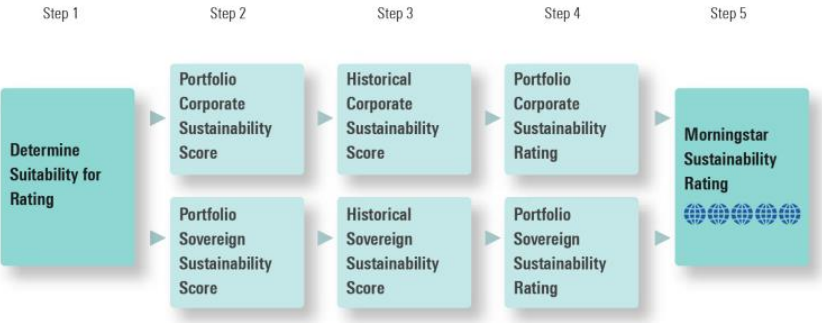 Step 1
Step 2
Step 3
Step 4
Step 5
Determine
Suitability for
Rating
Portfolio
Corporate
Sustainability
Score
Historical
Corporate
Sustainability
Score
Portfolio
Corporate
Sustainability
Rating
Portfolio
Sovereign
Sustainability
Score
Historical
Sovereign
Sustainability
Score
Portfolio
Sovereign
Sustainability
Rating
Morningstar
Sustainability
Rating